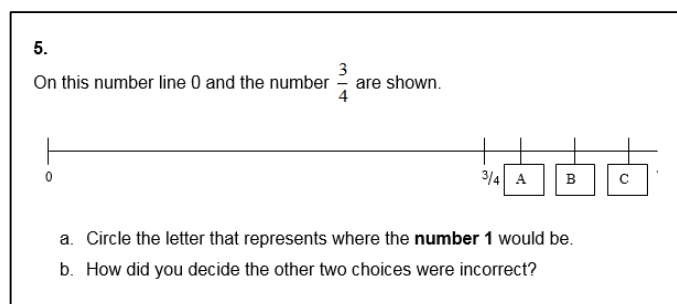 5.
On this number line 0 and the number 3/4 are shown.
0 3/4 A B C
a. Circle the letter that represents where the number 1 would be.
b. How did you decide the other two choices were incorrect?